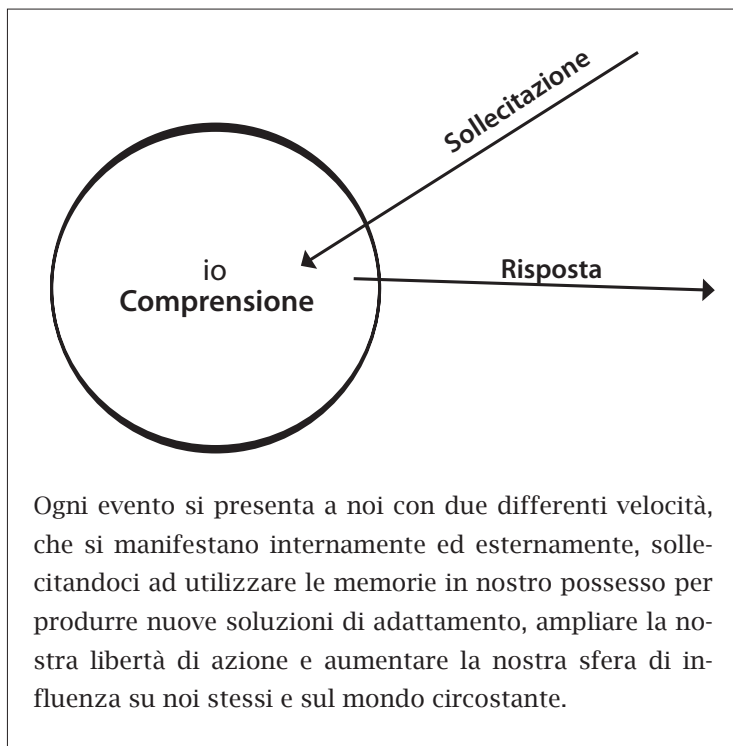 Sollecitazione
io
Comprensione
Risposta
Ogni evento si presenta a noi con due differenti velocità,
che si manifestano internamente ed esternamente, solle-
citandoci ad utilizzare le memorie in nostro possesso per
produrre nuove soluzioni di adattamento, ampliare la no-
stra libertà di azione e aumentare la nostra sfera di in-
fluenza su noi stessi e sul mondo circostante.